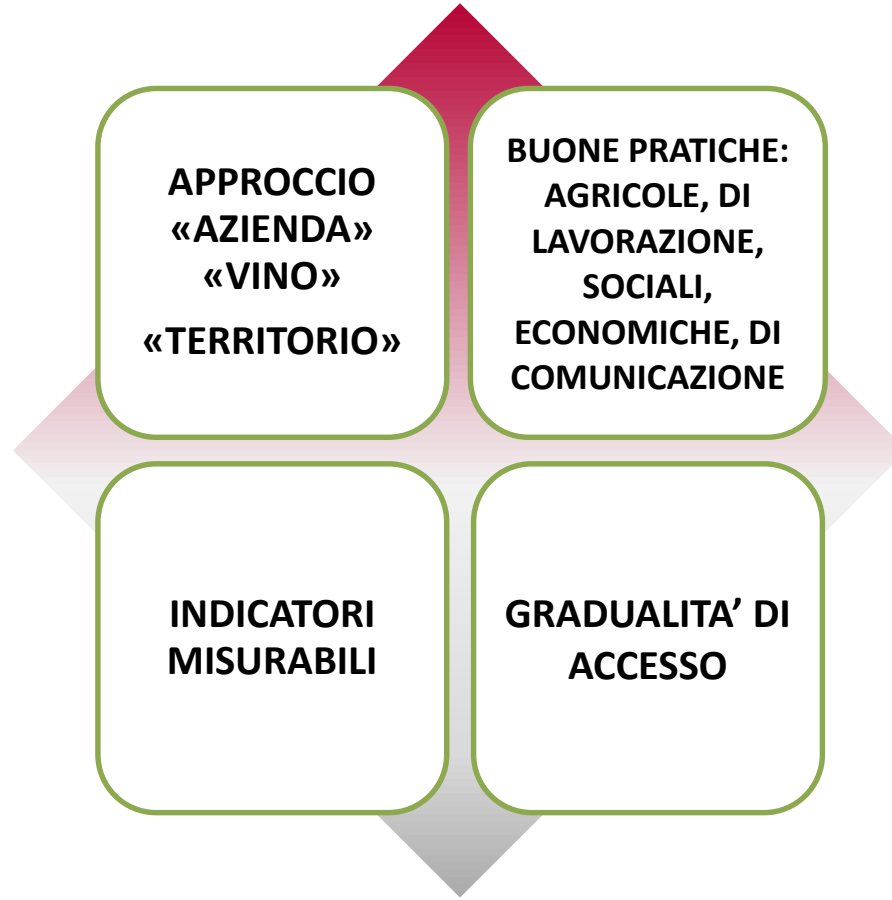 APPROCCIO
«AZIENDA»
«VINO»
«TERRITORIO»
BUONE PRATICHE:
AGRICOLE, DI
LAVORAZIONE,
SOCIALI,
ECONOMICHE, DI
COMUNICAZIONE
INDICATORI
MISURABILI
GRADUALITA’ DI
ACCESSO